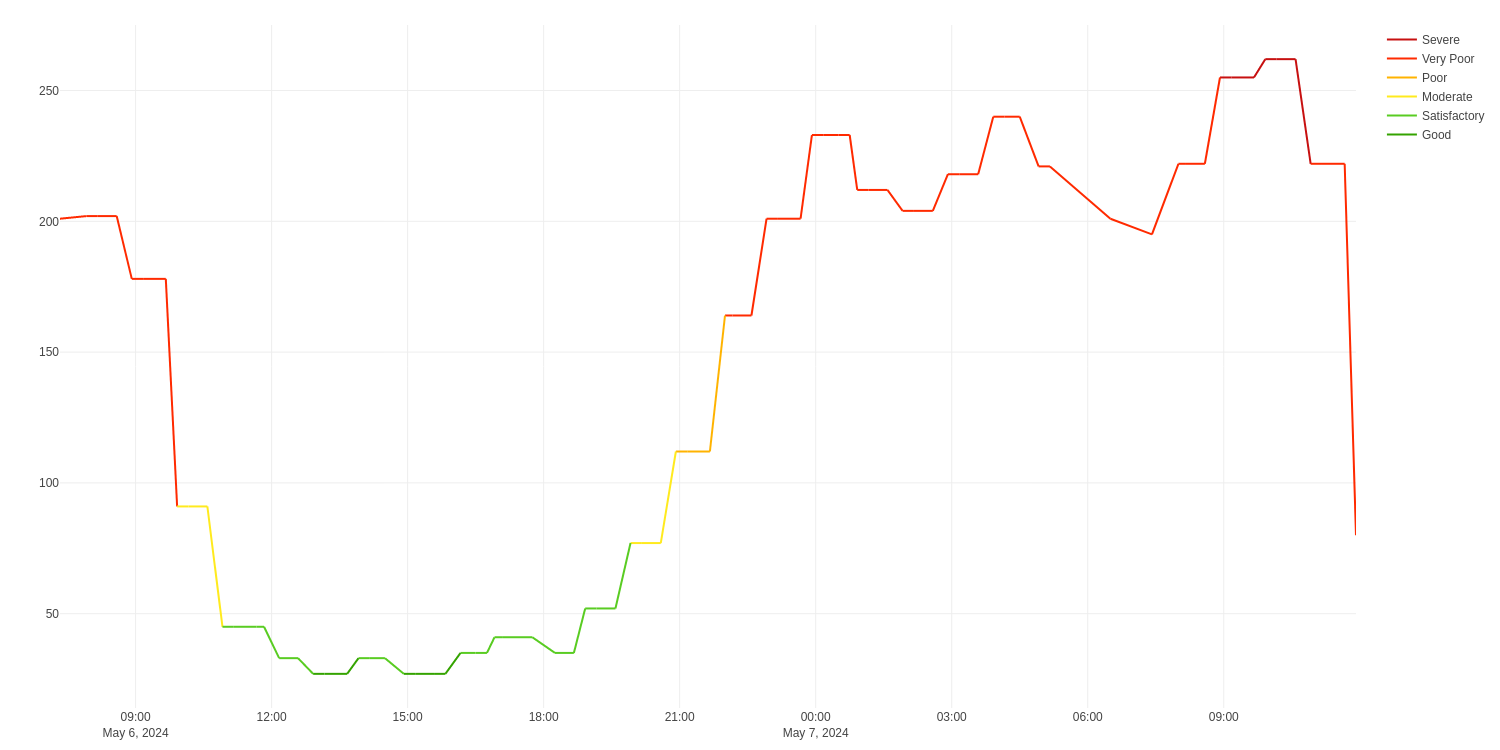 250
200
150
100
50
09:00
May 6, 2024
12:00
15:00
18:00
21:00
00:00
May 7, 2024
03:00
06:00
09:00
Severe
Very Poor
Poor
Moderate
Satisfactory
Good